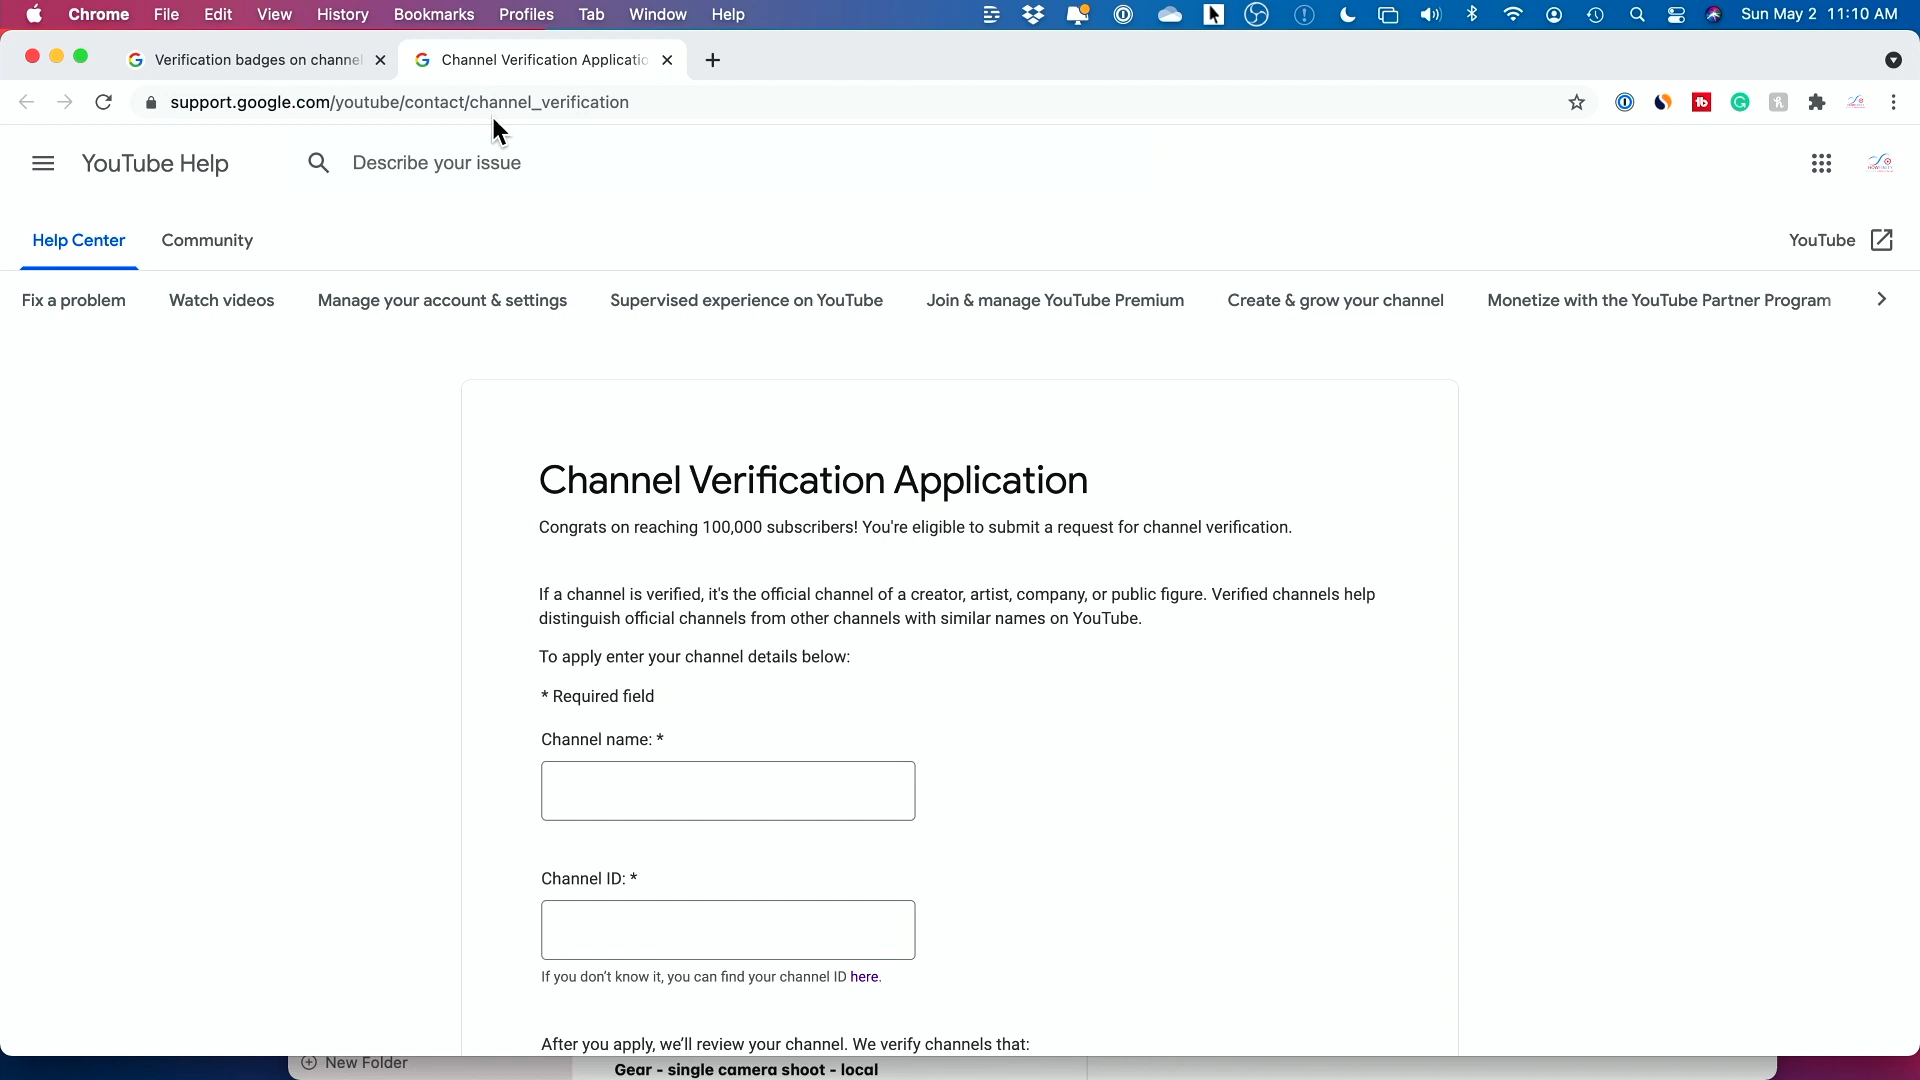 Chrome File Edit View History Bookmarks Profiles Tab Window Help Sun May 2 11:10 AM
Verification badges on channe Channel Verification Applicatio
support.google.com/youtube/contact/channel_verification
YouTube Help Describe your issue
Help Center Community YouTube
Fix a problem Watch videos Manage your account & settings Supervised experience on YouTube Join & manage YouTube Premium Create & grow your channel Monetize with the YouTube Partner Program
Channel Verification Application
Congrats on reaching 100,000 subscribers! You're eligible to submit a request for channel verification.
If a channel is verified, it's the official channel of a creator, artist, company, or public figure. Verified channels help
distinguish official channels from other channels with similar names on YouTube.
To apply enter your channel details below:
* Required field
Channel name: *
Channel ID: *
If you don't know it, you can find your channel ID here.
After you apply, we'll review your channel. We verify channels that:
New Folder
Gear - single camera shoot - local